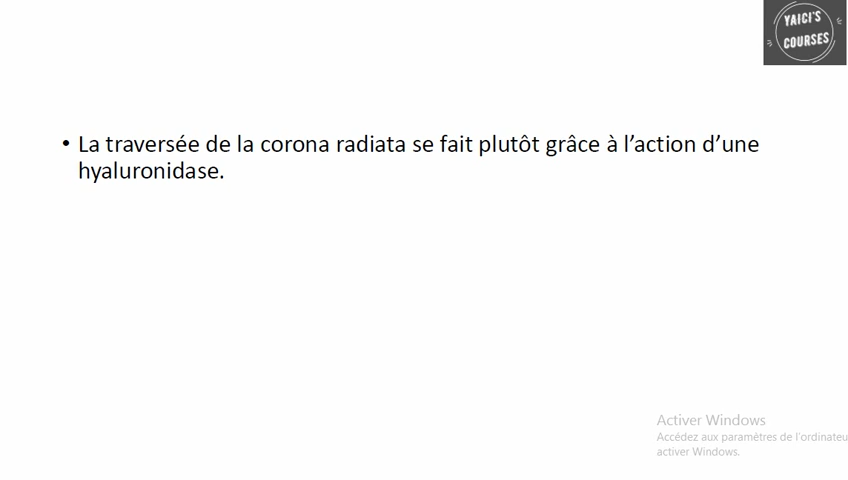 YAICI'S
COURSES
• La traversée de la corona radiata se fait plutôt grâce à l’action d’une
hyaluronidase.
Activer Windows
Accédez aux paramètres de l'ordinateu
activer Windows.